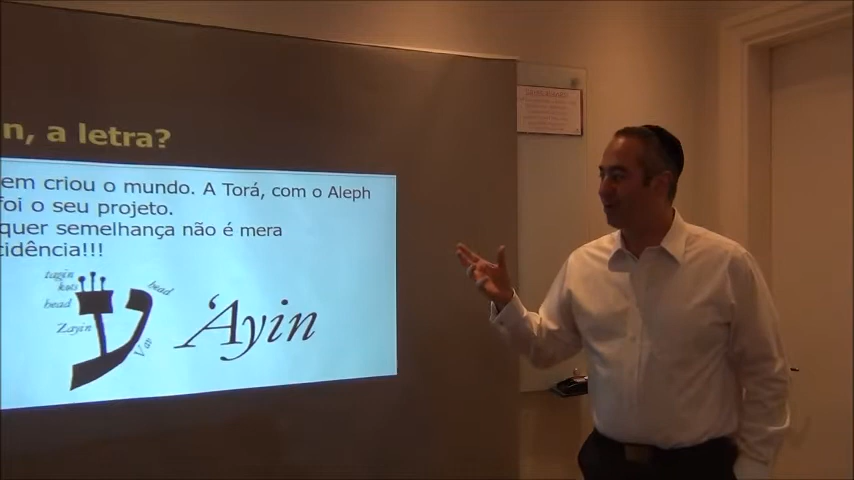 n, a letra?
em criou o mundo. A Torá, com o Aleph
foi o seu projeto.
quer semelhança não é mera
cidência!!!
tagin
kots
head
head
Zayin
Vav
'Ayin
ע